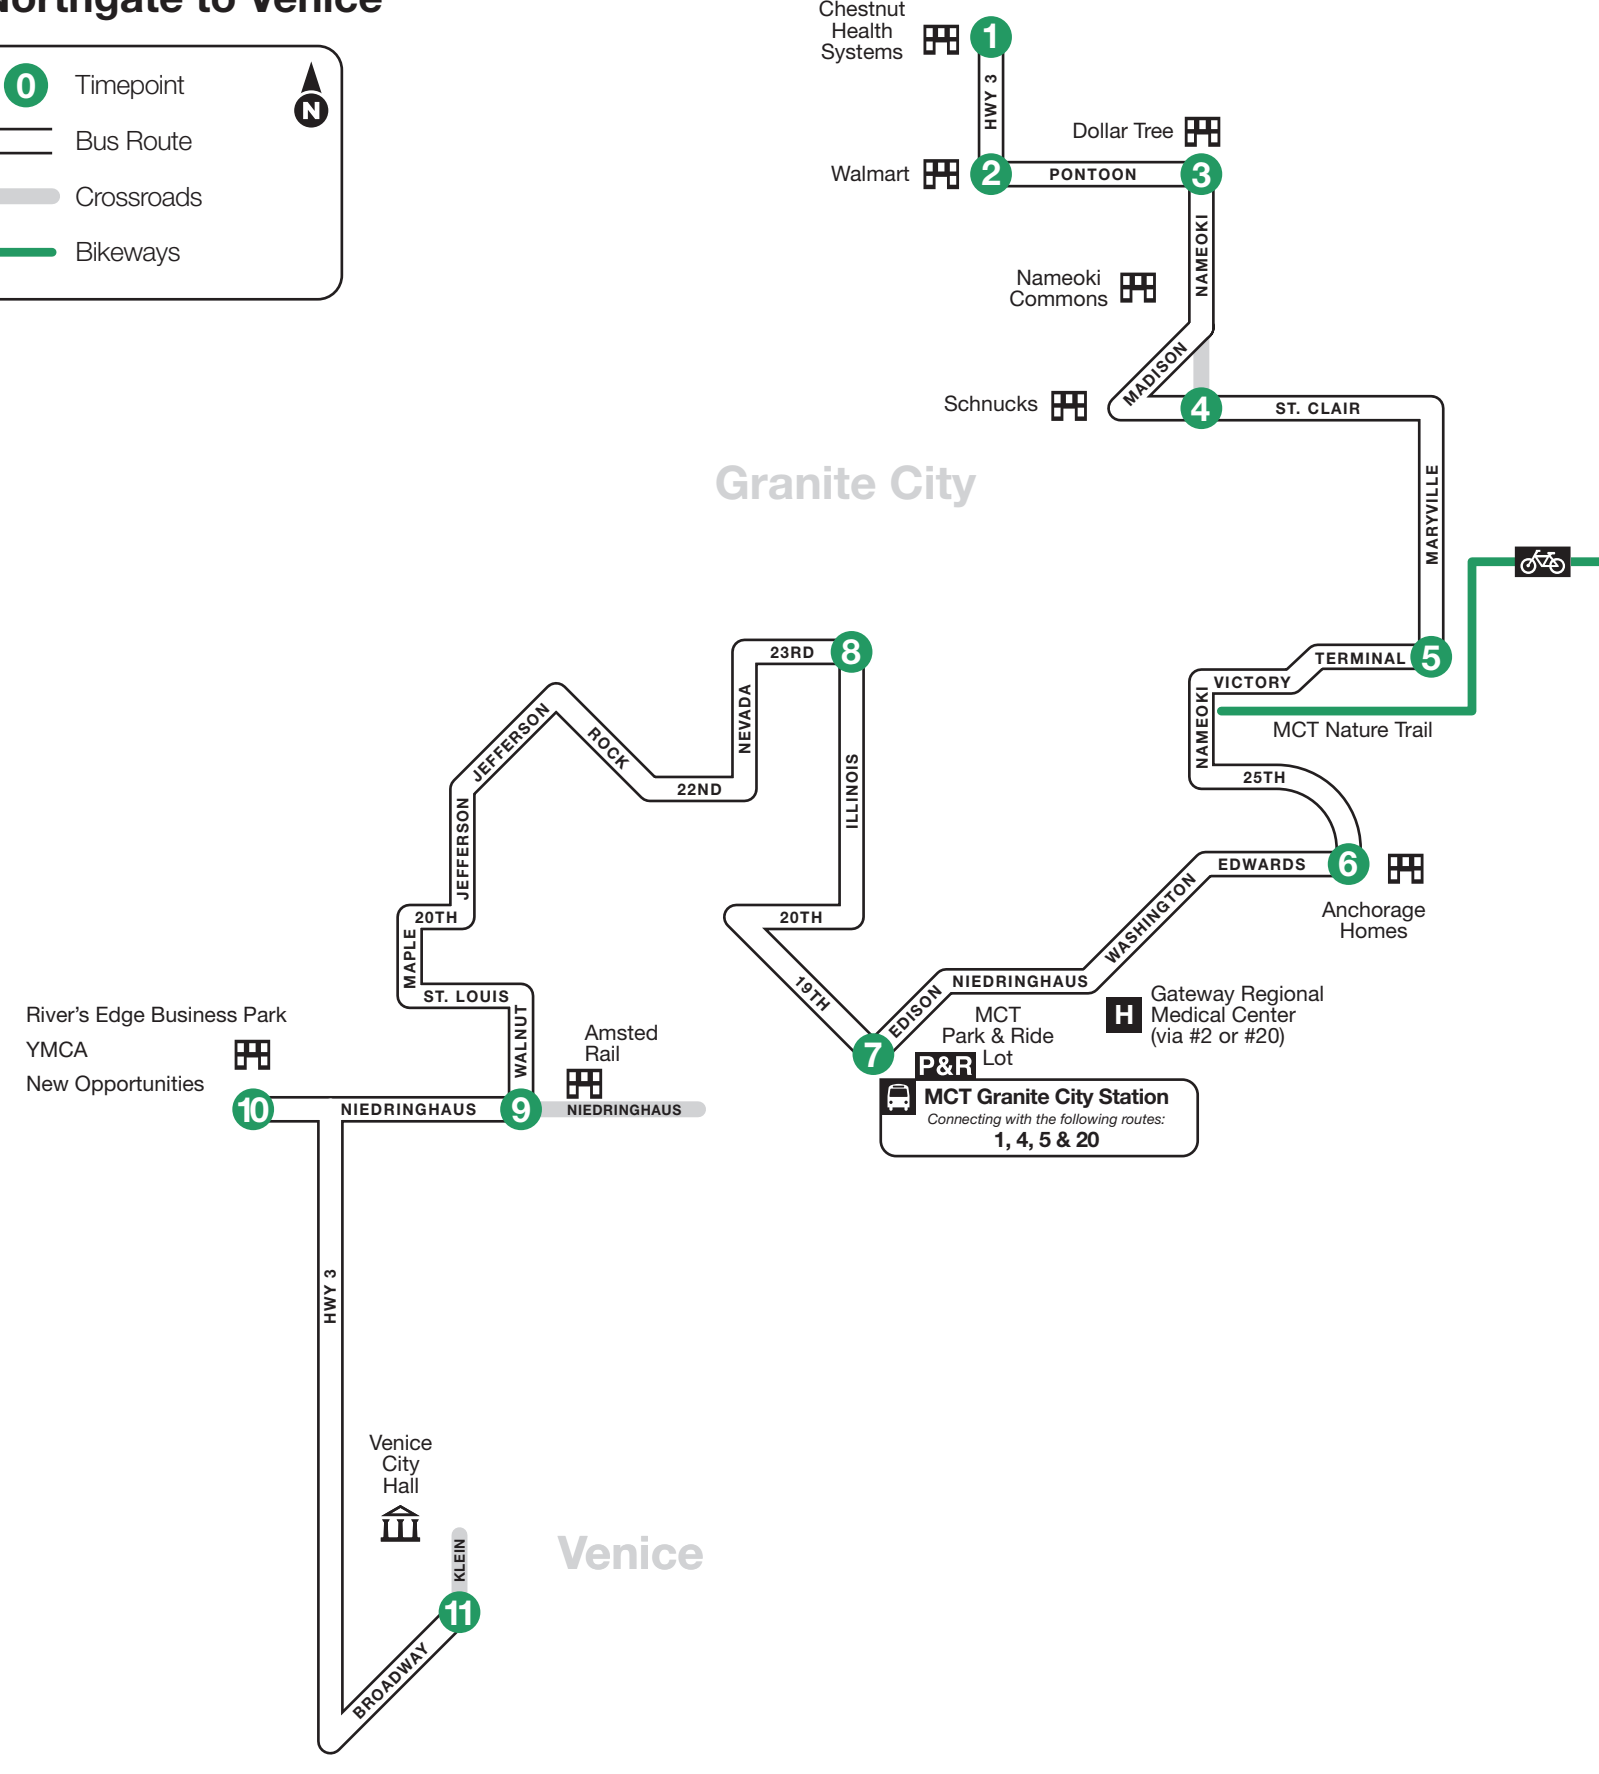 Northgate to Venice
0 Timepoint
N
Bus Route
Crossroads
Bikeways
Chestnut
Health
Systems
1
HWY 3
Dollar Tree
Walmart
2
PONTOON
3
NAMEOKI
Nameoki
Commons
MADISON
Schnucks
4
ST. CLAIR
Granite City
MARYVILLE
5
TERMINAL
VICTORY
NAMEOKI
MCT Nature Trail
25TH
6
EDWARDS
Anchorage
Homes
WASHINGTON
NIEDRINGHAUS
EDISON
H
Gateway Regional
Medical Center
(via #2 or #20)
MCT
Park & Ride
Lot
P&R
7
MCT Granite City Station
Connecting with the following routes:
1, 4, 5 & 20
19TH
20TH
ILLINOIS
8
23RD
NEVADA
22ND
ROCK
JEFFERSON
JEFFERSON
20TH
MAPLE
ST. LOUIS
WALNUT
Amsted
Rail
River's Edge Business Park
YMCA
New Opportunities
10
NIEDRINGHAUS
9
NIEDRINGHAUS
HWY 3
Venice
City
Hall
Venice
KLEIN
11
BROADWAY